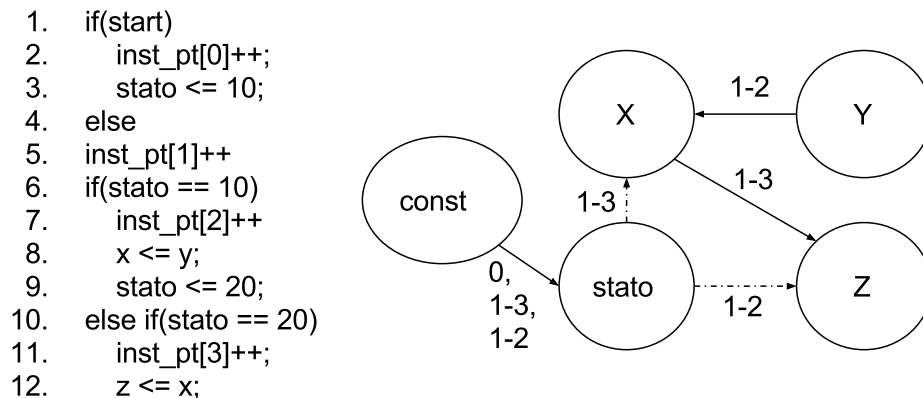 1. if(start)
2. inst_pt[0]++;
3. stato <= 10;
4. else
5. inst_pt[1]++
6. if(stato == 10)
7. inst_pt[2]++
8. x <= y;
9. stato <= 20;
10. else if(stato == 20)
11. inst_pt[3]++;
12. z <= x;
1-2
X
Y
1-3
1-3
const
0,
1-3,
1-2
stato
1-2
Z